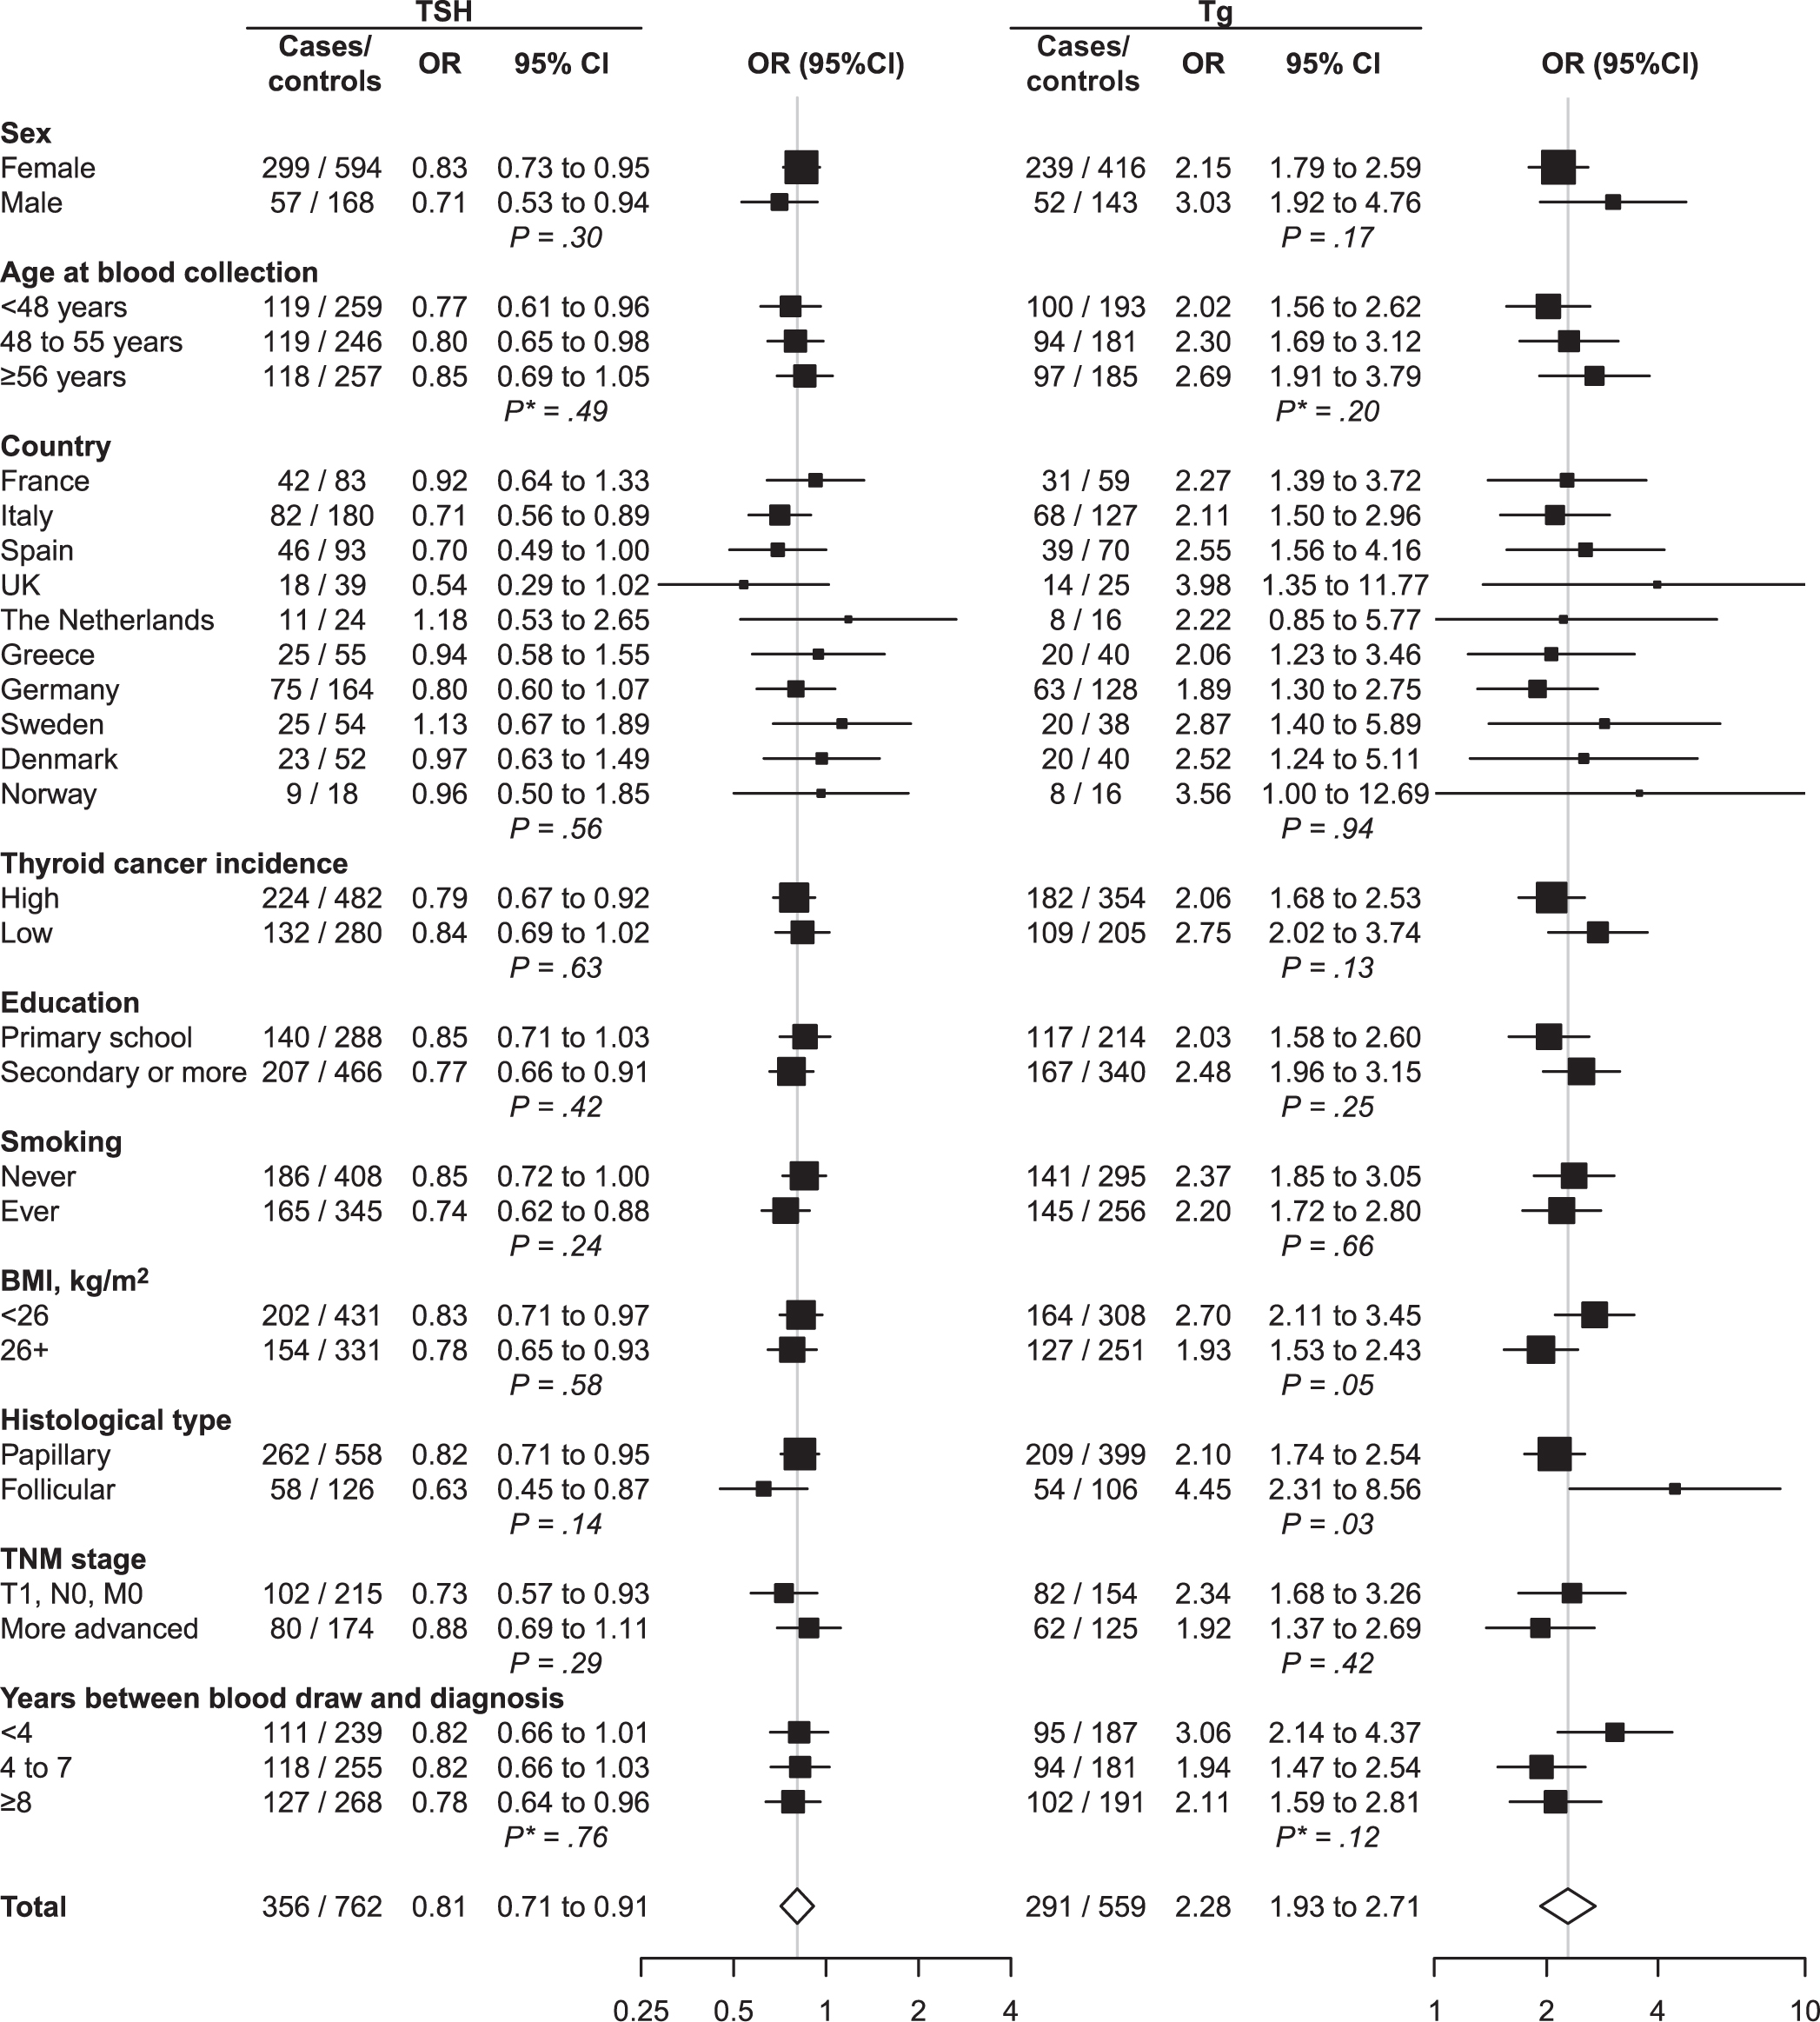 TSH Tg
Cases/ controls OR 95% CI OR (95%CI) Cases/ controls OR 95% CI OR (95%CI)
Sex
Female 299 / 594 0.83 0.73 to 0.95 239 / 416 2.15 1.79 to 2.59
Male 57 / 168 0.71 0.53 to 0.94 52 / 143 3.03 1.92 to 4.76
P = .30 P = .17
Age at blood collection
<48 years 119 / 259 0.77 0.61 to 0.96 100 / 193 2.02 1.56 to 2.62
48 to 55 years 119 / 246 0.80 0.65 to 0.98 94 / 181 2.30 1.69 to 3.12
≥56 years 118 / 257 0.85 0.69 to 1.05 97 / 185 2.69 1.91 to 3.79
P* = .49 P* = .20
Country
France 42 / 83 0.92 0.64 to 1.33 31 / 59 2.27 1.39 to 3.72
Italy 82 / 180 0.71 0.56 to 0.89 68 / 127 2.11 1.50 to 2.96
Spain 46 / 93 0.70 0.49 to 1.00 39 / 70 2.55 1.56 to 4.16
UK 18 / 39 0.54 0.29 to 1.02 14 / 25 3.98 1.35 to 11.77
The Netherlands 11 / 24 1.18 0.53 to 2.65 8 / 16 2.22 0.85 to 5.77
Greece 25 / 55 0.94 0.58 to 1.55 20 / 40 2.06 1.23 to 3.46
Germany 75 / 164 0.80 0.60 to 1.07 63 / 128 1.89 1.30 to 2.75
Sweden 25 / 54 1.13 0.67 to 1.89 20 / 38 2.87 1.40 to 5.89
Denmark 23 / 52 0.97 0.63 to 1.49 20 / 40 2.52 1.24 to 5.11
Norway 9 / 18 0.96 0.50 to 1.85 8 / 16 3.56 1.00 to 12.69
P = .56 P = .94
Thyroid cancer incidence
High 224 / 482 0.79 0.67 to 0.92 182 / 354 2.06 1.68 to 2.53
Low 132 / 280 0.84 0.69 to 1.02 109 / 205 2.75 2.02 to 3.74
P = .63 P = .13
Education
Primary school 140 / 288 0.85 0.71 to 1.03 117 / 214 2.03 1.58 to 2.60
Secondary or more 207 / 466 0.77 0.66 to 0.91 167 / 340 2.48 1.96 to 3.15
P = .42 P = .25
Smoking
Never 186 / 408 0.85 0.72 to 1.00 141 / 295 2.37 1.85 to 3.05
Ever 165 / 345 0.74 0.62 to 0.88 145 / 256 2.20 1.72 to 2.80
P = .24 P = .66
BMI, kg/m²
<26 202 / 431 0.83 0.71 to 0.97 164 / 308 2.70 2.11 to 3.45
26+ 154 / 331 0.78 0.65 to 0.93 127 / 251 1.93 1.53 to 2.43
P = .58 P = .05
Histological type
Papillary 262 / 558 0.82 0.71 to 0.95 209 / 399 2.10 1.74 to 2.54
Follicular 58 / 126 0.63 0.45 to 0.87 54 / 106 4.45 2.31 to 8.56
P = .14 P = .03
TNM stage
T1, N0, M0 102 / 215 0.73 0.57 to 0.93 82 / 154 2.34 1.68 to 3.26
More advanced 80 / 174 0.88 0.69 to 1.11 62 / 125 1.92 1.37 to 2.69
P = .29 P = .42
Years between blood draw and diagnosis
<4 111 / 239 0.82 0.66 to 1.01 95 / 187 3.06 2.14 to 4.37
4 to 7 118 / 255 0.82 0.66 to 1.03 94 / 181 1.94 1.47 to 2.54
≥8 127 / 268 0.78 0.64 to 0.96 102 / 191 2.11 1.59 to 2.81
P* = .76 P* = .12
Total 356 / 762 0.81 0.71 to 0.91 291 / 559 2.28 1.93 to 2.71
0.25 0.5 1 2 4 1 2 4 10